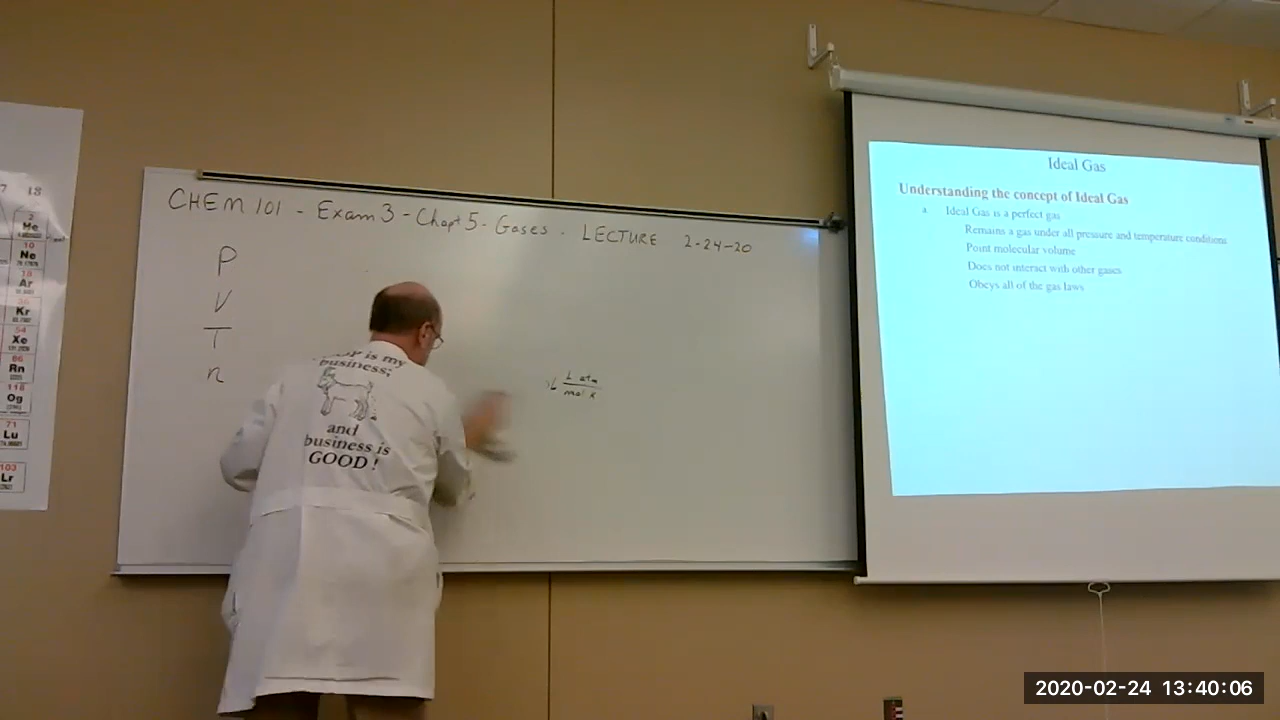 7 18
2
He
10
Ne
18
Ar
36
Kr
54
Xe
86
Rn
118
Og
71
Lu
103
Lr
CHEM 101 - Exam 3 - Chapt 5 - Gases - LECTURE 2-24-20
P
V
T
n
L atm
mol K
is my
business;
and
business is
GOOD!
Ideal Gas
Understanding the concept of Ideal Gas
a. Ideal Gas is a perfect gas
Remains a gas under all pressure and temperature conditions
Point molecular volume
Does not interact with other gases
Obeys all of the gas laws
2020-02-24 13:40:06